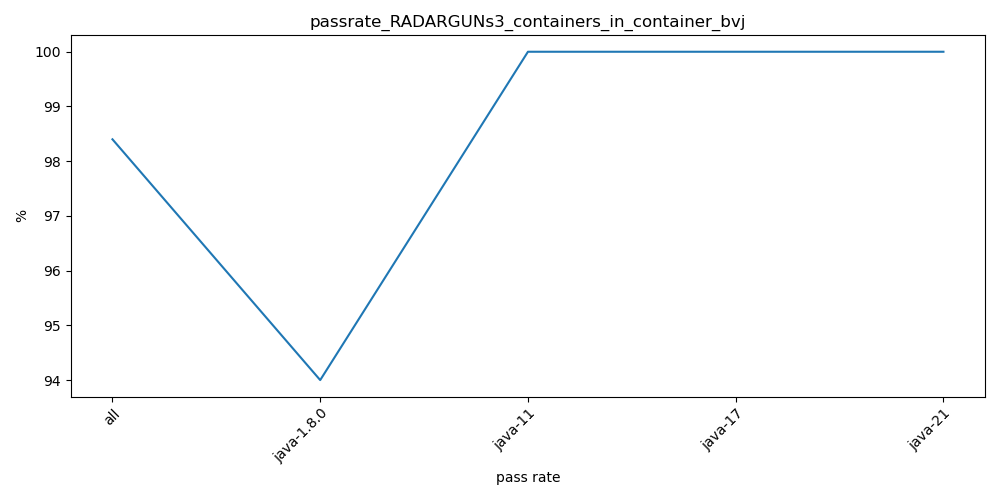 passrate_RADARGUNs3_containers_in_container_bvj
100
99
98
97
96
95
94
%
all
java-1.8.0
java-11
java-17
java-21
pass rate